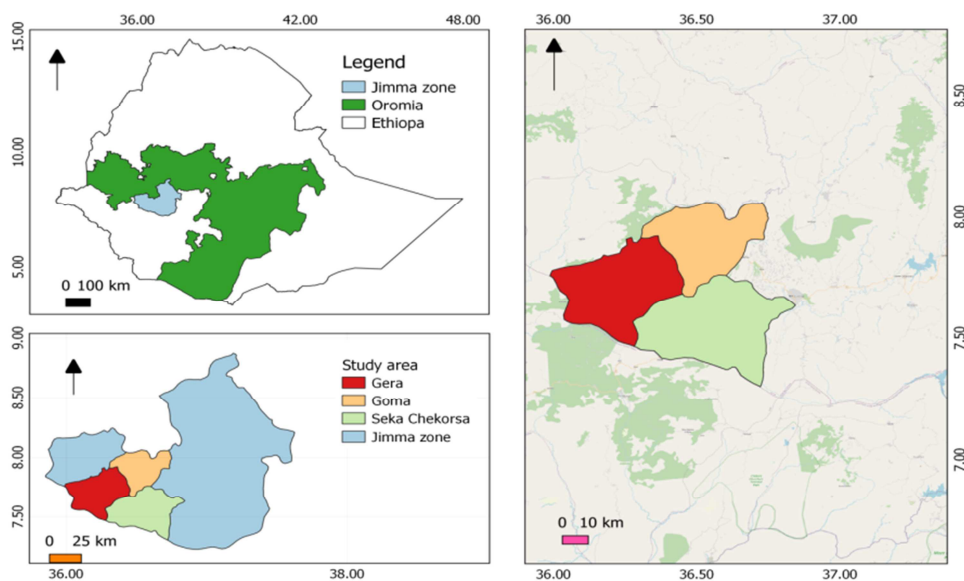 36.00 42.00 48.00
15.00
10.00
5.00
Legend
Jimma zone
Oromia
Ethiopa
0 100 km
9.00
8.50
8.00
7.50
Study area
Gera
Goma
Seka Chekorsa
Jimma zone
0 25 km
36.00 38.00
36.00 36.50 37.00
8.50
8.00
7.50
7.00
0 10 km
36.00 36.50 37.00